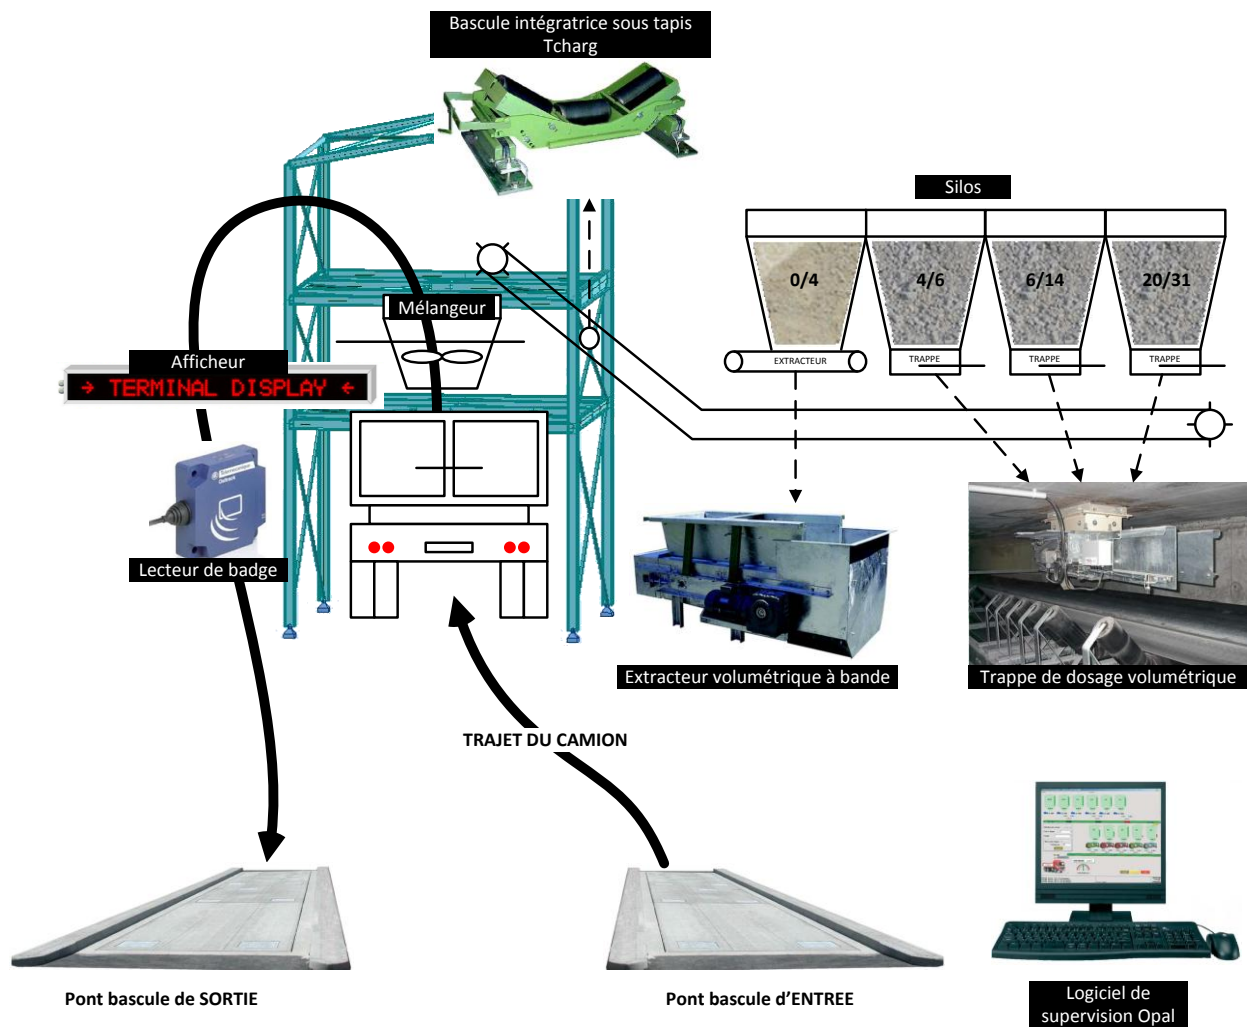 Bascule intégratrice sous tapis
Tcharg
Silos
0/4
4/6
6/14
20/31
EXTRACTEUR
TRAPPE
TRAPPE
TRAPPE
Mélangeur
Afficheur
→ TERMINAL DISPLAY ←
Telemecanique
Lecteur de badge
Extracteur volumétrique à bande
Trappe de dosage volumétrique
TRAJET DU CAMION
Pont bascule de SORTIE
Pont bascule d’ENTREE
Logiciel de
supervision Opal